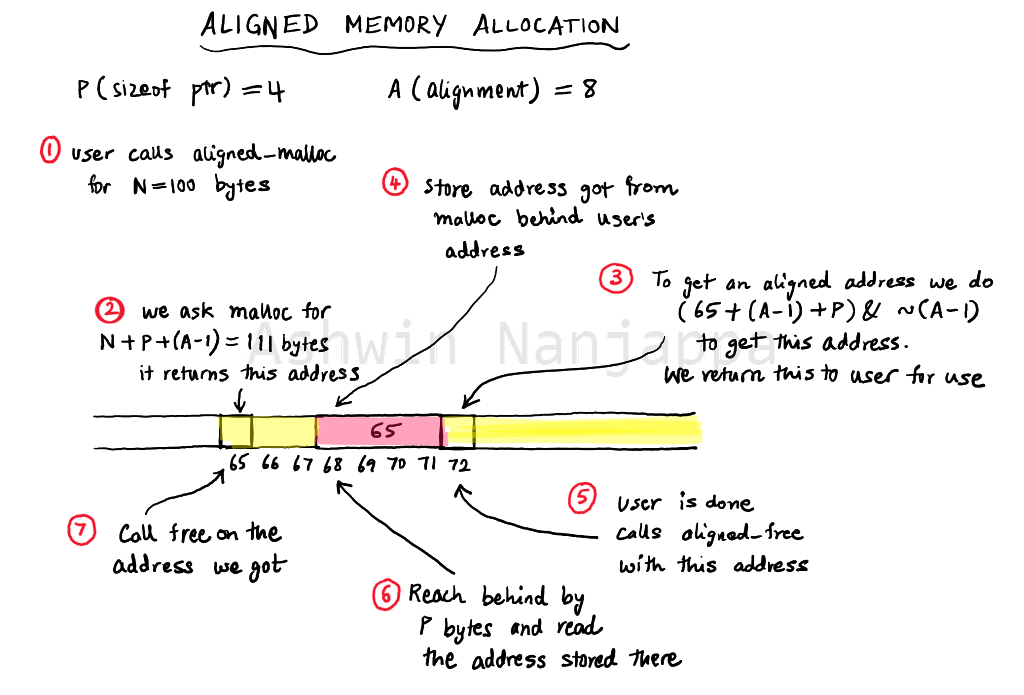 ALIGNED MEMORY ALLOCATION
P (sizeof ptr) = 4
A (alignment) = 8
① user calls aligned_malloc
for N=100 bytes
② we ask malloc for
N + P + (A-1) = 111 bytes
it returns this address
③ To get an aligned address we do
(65 + (A-1) + P) & ~(A-1)
to get this address.
We return this to user for use
④ Store address got from
malloc behind user's
address
Ashwin Nanjappa
65
65 66 67 68 69 70 71 72
⑤ User is done
calls aligned_free
with this address
⑥ Reach behind by
P bytes and read
the address stored there
⑦ Call free on the
address we got